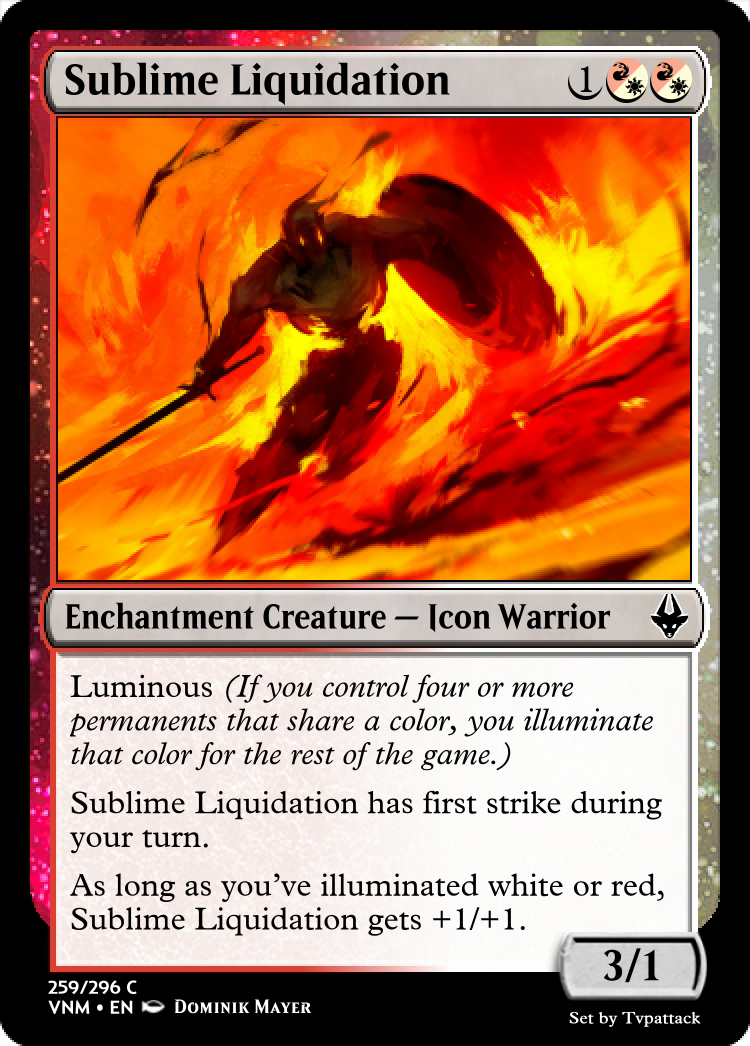 Sublime Liquidation 1
Enchantment Creature — Icon Warrior
Luminous (If you control four or more
permanents that share a color, you illuminate
that color for the rest of the game.)
Sublime Liquidation has first strike during
your turn.
As long as you've illuminated white or red,
Sublime Liquidation gets +1/+1.
3/1
259/296 C
VNM • EN Dominik Mayer
Set by Tvpattack